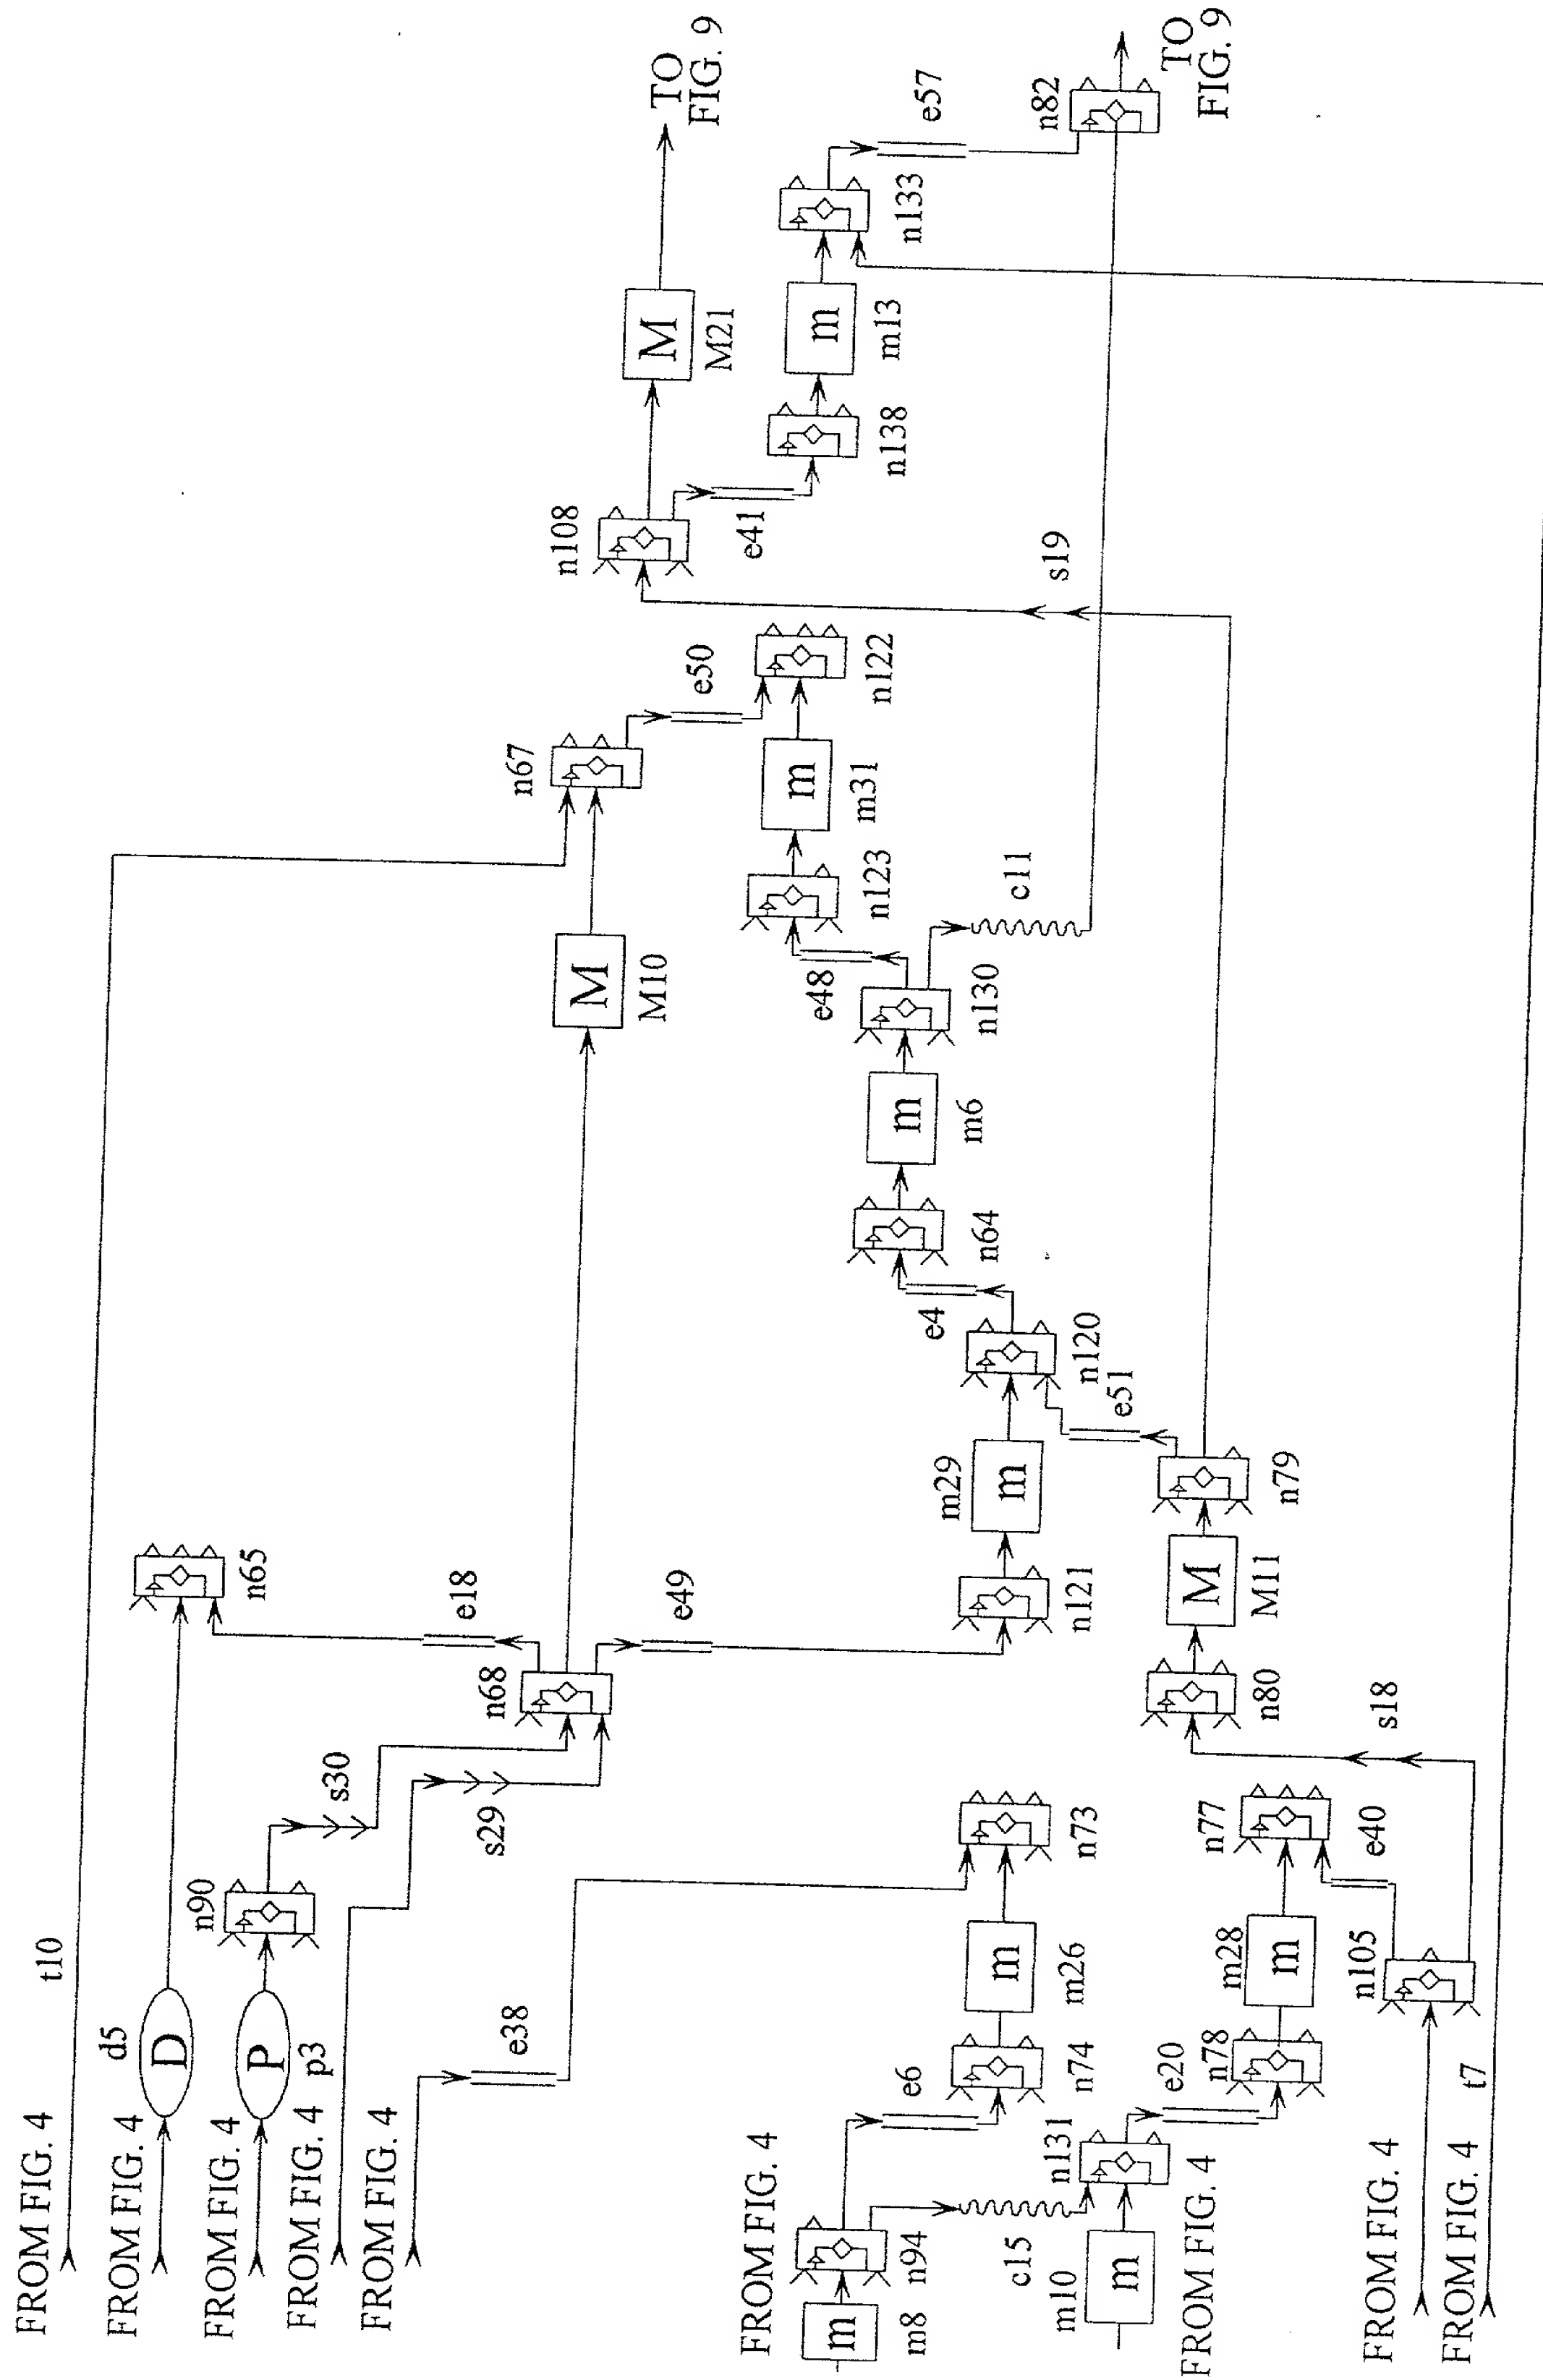 FROM FIG. 4
t10
FROM FIG. 4
d5
D
n65
FROM FIG. 4
P
p3
n90
s30
FROM FIG. 4
s29
FROM FIG. 4
e38
e18
n68
e49
M
M10
n67
e50
n108
M
M21
TO
FIG. 9
e41
n138
m
m13
n133
e57
n82
TO
FIG. 9
n122
m
m31
n123
e48
n130
c11
s19
m
m6
n64
e4
n120
e51
m29
m
n121
n79
M
M11
n80
s18
n73
m
m26
n74
e6
FROM FIG. 4
n94
m
m8
c15
n131
m10
m
FROM FIG. 4
e20
n78
m28
m
n77
e40
n105
FROM FIG. 4
FROM FIG. 4
t7